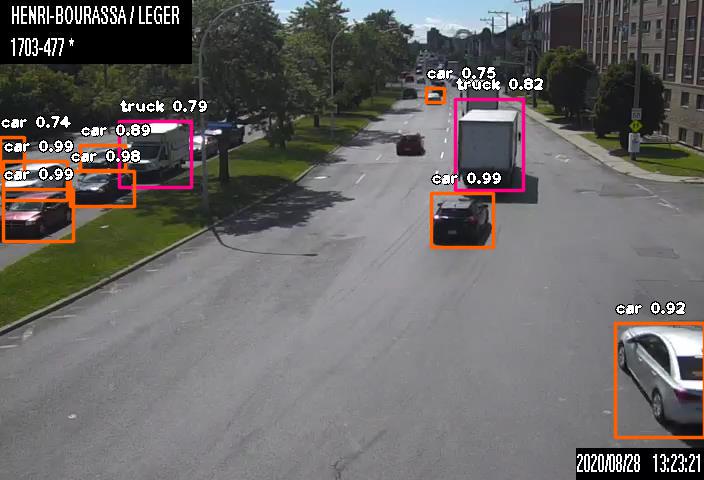 HENRI-BOURASSA / LEGER
1703-477 *
car 0.75
truck 0.82
truck 0.79
car 0.74
car 0.89
car 0.99
car 0.98
car 0.99
car 0.99
car 0.92
2020/08/28 13:23:21